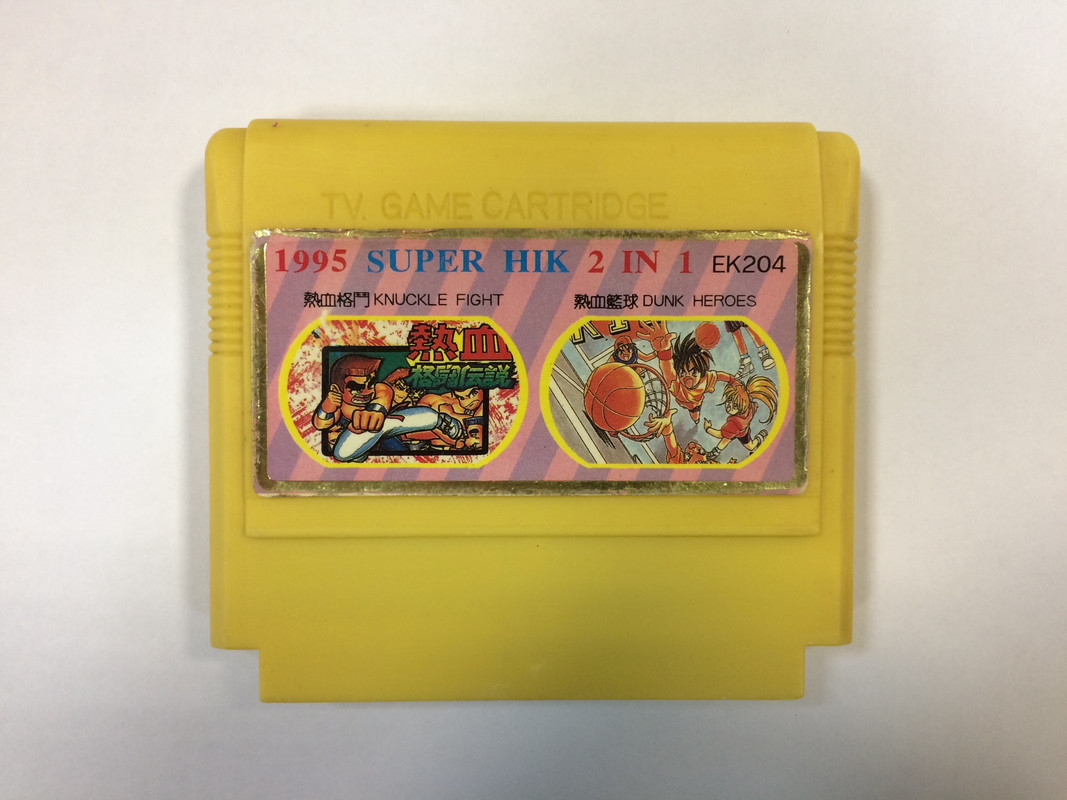 TV. GAME CARTRIDGE
1995 SUPER HIK 2 IN 1 EK204
熱血格鬥 KNUCKLE FIGHT
熱血籃球 DUNK HEROES
熱血
格闘伝説